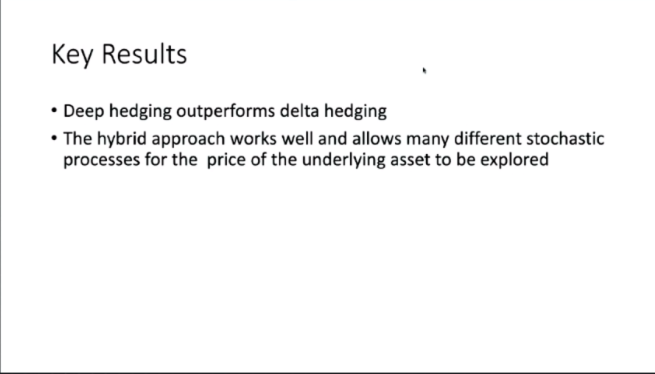 Key Results
• Deep hedging outperforms delta hedging
• The hybrid approach works well and allows many different stochastic
processes for the price of the underlying asset to be explored